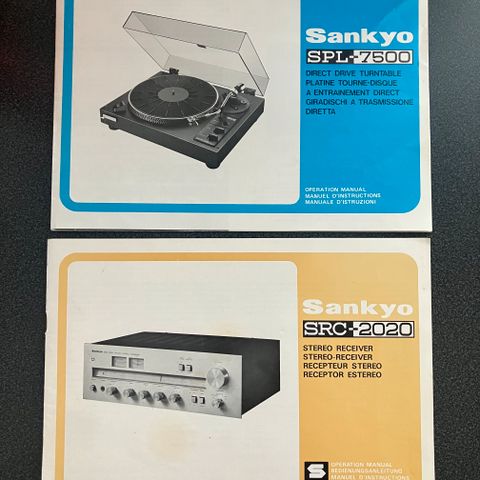 Sankyo
SPL-7500
DIRECT DRIVE TURNTABLE
PLATINE TOURNE-DISQUE
A ENTRAINEMENT DIRECT
GIRADISCHI A TRASMISSIONE
DIRETTA
OPERATION MANUAL
MANUEL D'INSTRUCTIONS
MANUALE D'ISTRUZIONI
Sankyo
SRC-2020
STEREO RECEIVER
STEREO-RECEIVER
RECEPTEUR STEREO
RECEPTOR ESTEREO
S
OPERATION MANUAL
BEDIENUNGSANLEITUNG
MANUEL D'INSTRUCTIONS